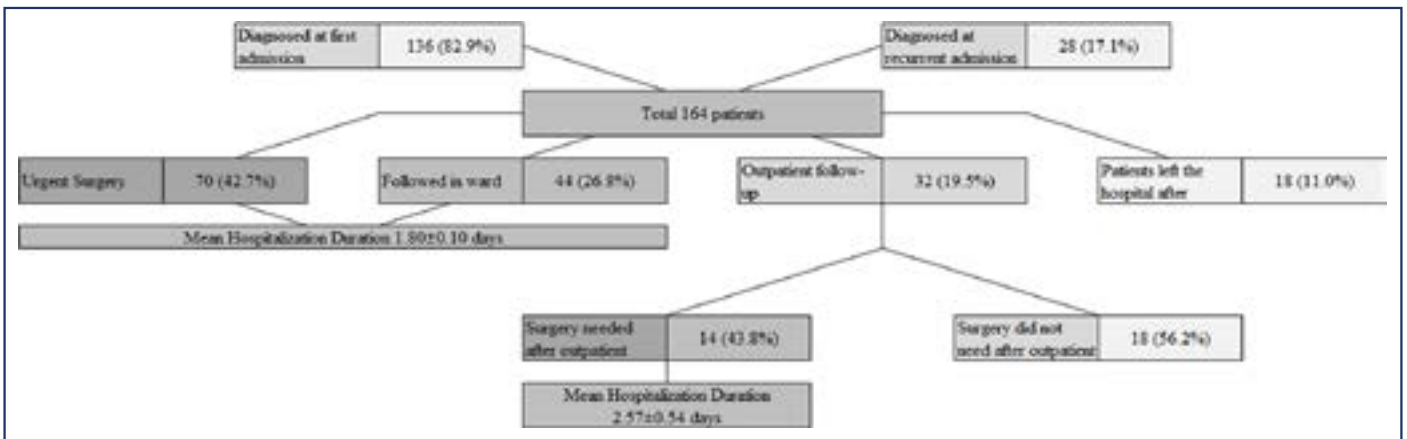 Diagnosed at first
admission
136 (82.9%)
Diagnosed at
recurrent admission
28 (17.1%)
Total 164 patients
Urgent Surgery
70 (42.7%)
Followed in ward
44 (26.8%)
Outpatient follow-
up
32 (19.5%)
Patients left the
hospital after
18 (11.0%)
Mean Hospitalization Duration 1.80±0.10 days
Surgery needed
after outpatient
14 (43.8%)
Surgery did not
need after outpatient
18 (56.2%)
Mean Hospitalization Duration
2.57±0.54 days